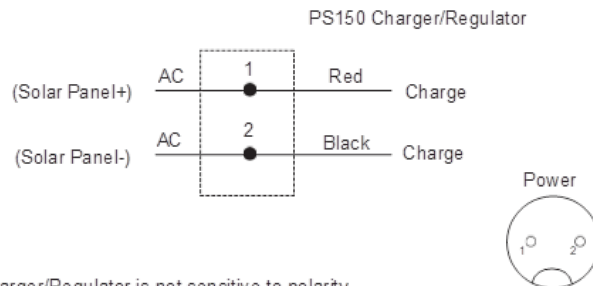 PS150 Charger/Regulator
1
(Solar Panel+) AC Red Charge
2
(Solar Panel-) AC Black Charge
Power
1 2
Charger/Regulator is not sensitive to polarity